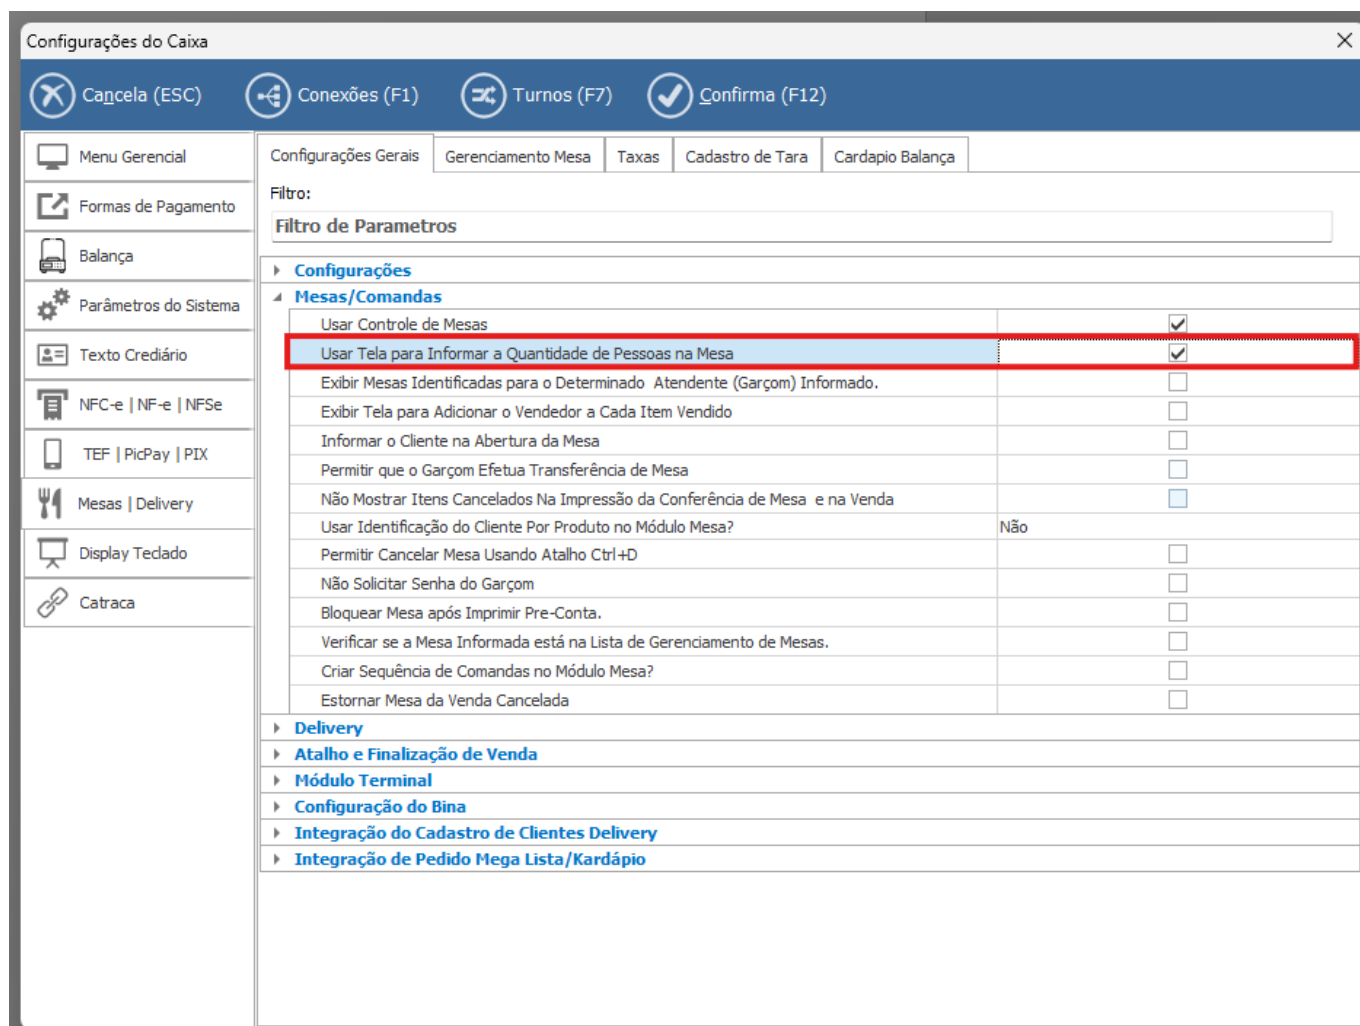 Configurações do Caixa
Cancela (ESC)
Conexões (F1)
Turnos (F7)
Confirma (F12)
Menu Gerencial
Formas de Pagamento
Balança
Parâmetros do Sistema
Texto Crediário
NFC-e | NF-e | NFSe
TEF | PicPay | PIX
Mesas | Delivery
Display Teclado
Catraca
Configurações Gerais
Gerenciamento Mesa
Taxas
Cadastro de Tara
Cardapio Balança
Filtro:
Filtro de Parametros
Configurações
Mesas/Comandas
Usar Controle de Mesas
Usar Tela para Informar a Quantidade de Pessoas na Mesa
Exibir Mesas Identificadas para o Determinado  Atendente (Garçom) Informado.
Exibir Tela para Adicionar o Vendedor a Cada Item Vendido
Informar o Cliente na Abertura da Mesa
Permitir que o Garçom Efetua Transferência de Mesa
Não Mostrar Itens Cancelados Na Impressão da Conferência de Mesa  e na Venda
Usar Identificação do Cliente Por Produto no Módulo Mesa? Não
Permitir Cancelar Mesa Usando Atalho Ctrl+D
Não Solicitar Senha do Garçom
Bloquear Mesa após Imprimir Pre-Conta.
Verificar se a Mesa Informada está na Lista de Gerenciamento de Mesas.
Criar Sequência de Comandas no Módulo Mesa?
Estornar Mesa da Venda Cancelada
Delivery
Atalho e Finalização de Venda
Módulo Terminal
Configuração do Bina
Integração do Cadastro de Clientes Delivery
Integração de Pedido Mega Lista/Kardápio